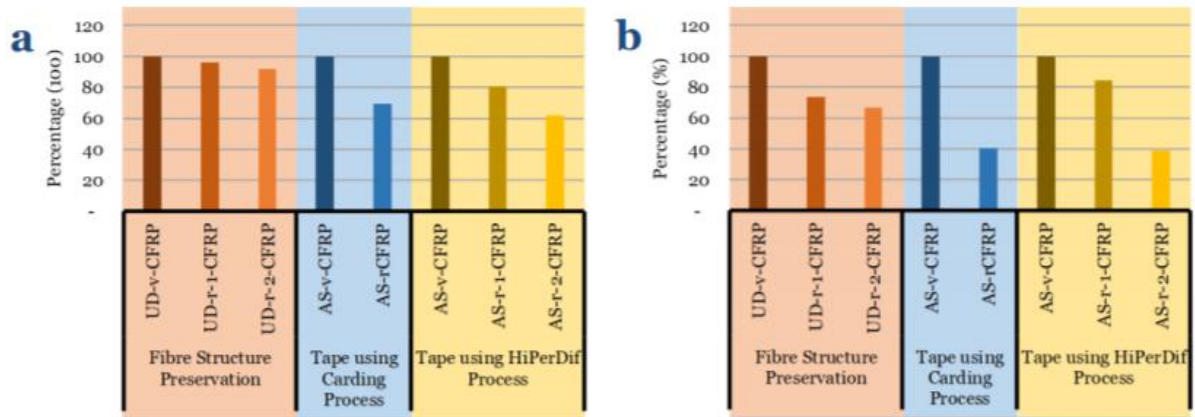 a
Percentage (100)
120
100
80
60
40
20
-
UD-v-CFRP
UD-r-1-CFRP
UD-r-2-CFRP
AS-v-CFRP
AS-rCFRP
AS-v-CFRP
AS-r-1-CFRP
AS-r-2-CFRP
Fibre Structure
Preservation
Tape using
Carding
Process
Tape using HiPerDif
Process
b
Percentage (%)
120
100
80
60
40
20
-
UD-v-CFRP
UD-r-1-CFRP
UD-r-2-CFRP
AS-v-CFRP
AS-rCFRP
AS-v-CFRP
AS-r-1-CFRP
AS-r-2-CFRP
Fibre Structure
Preservation
Tape using
Carding
Process
Tape using HiPerDif
Process